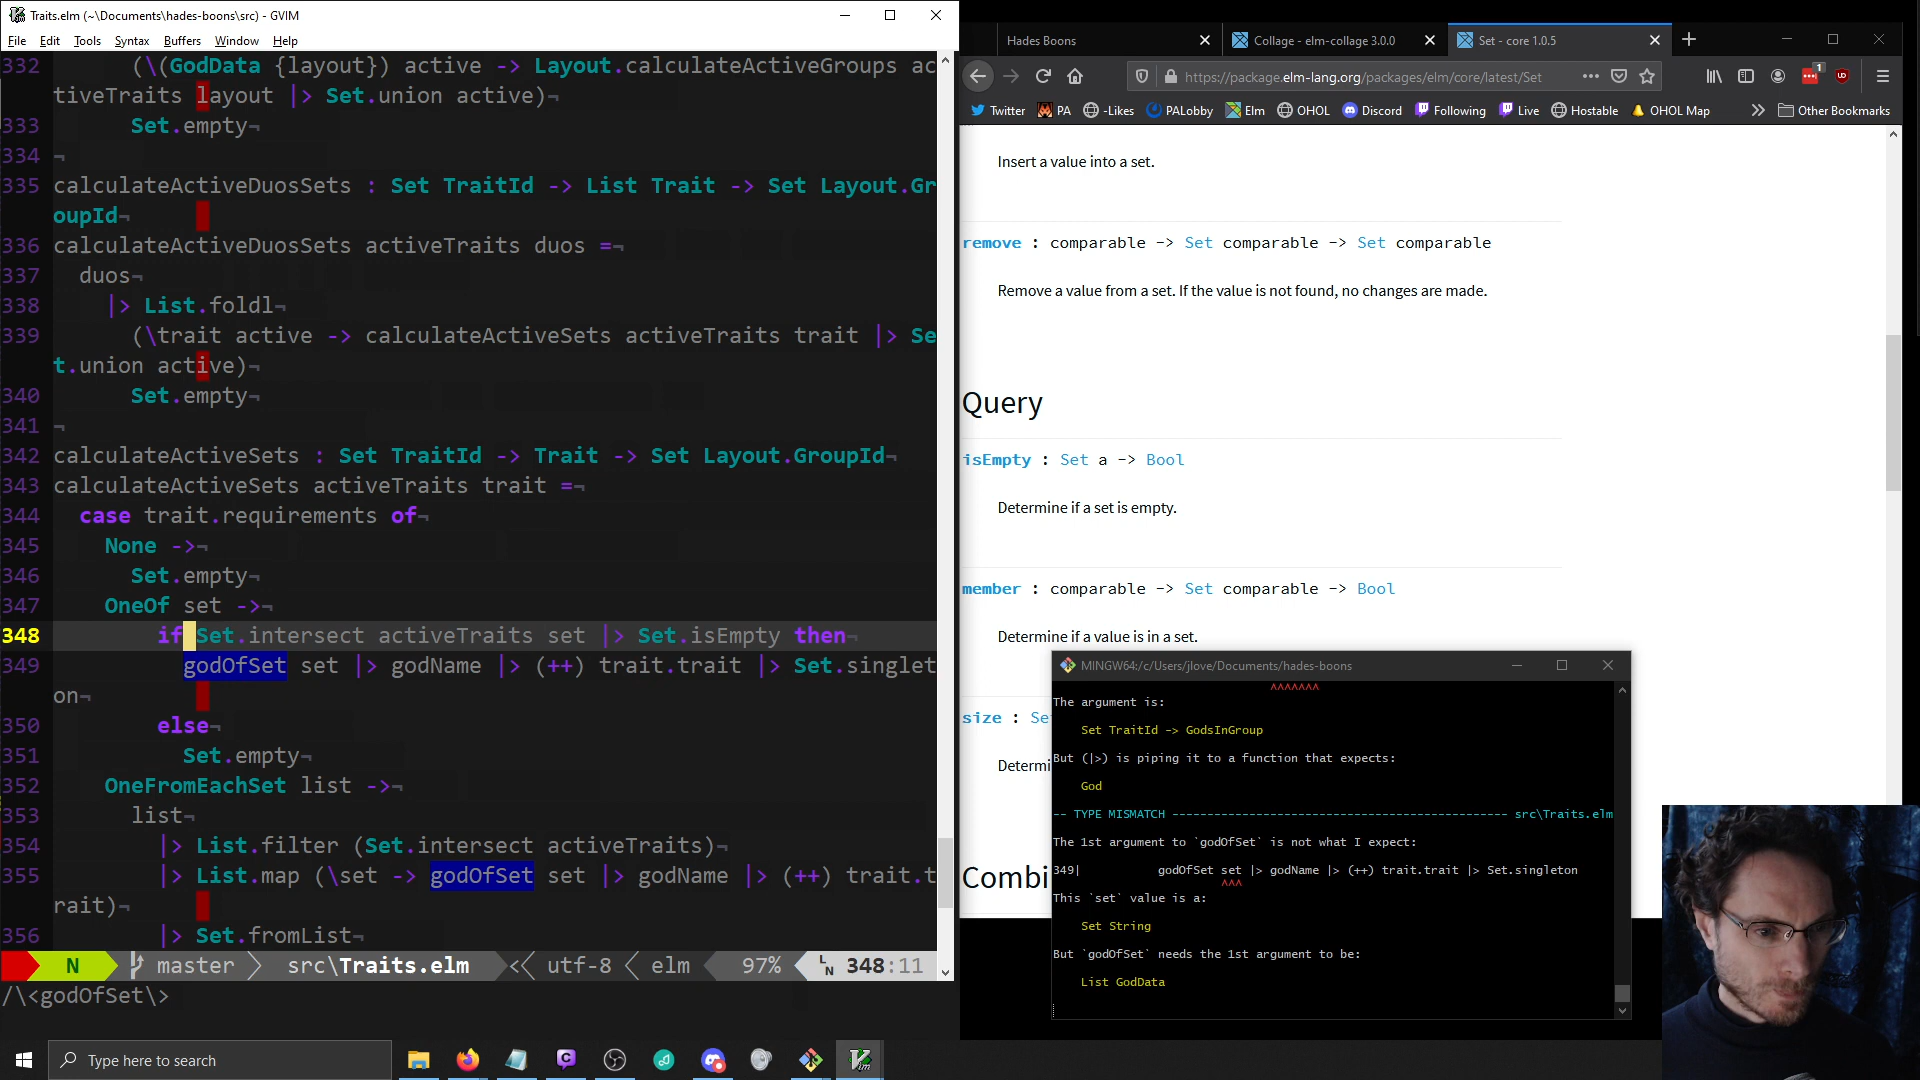 Traits.elm (~\Documents\hades-boons\src) - GVIM
File Edit Tools Syntax Buffers Window Help
332 (\(GodData {layout}) active -> Layout.calculateActiveGroups ac
tiveTraits layout |> Set.union active)¬
333 Set.empty¬
334 ¬
335 calculateActiveDuosSets : Set TraitId -> List Trait -> Set Layout.Gr
oupId¬
336 calculateActiveDuosSets activeTraits duos =¬
337 duos¬
338 |> List.foldl¬
339 (\trait active -> calculateActiveSets activeTraits trait |> Se
t.union active)¬
340 Set.empty¬
341 ¬
342 calculateActiveSets : Set TraitId -> Trait -> Set Layout.GroupId¬
343 calculateActiveSets activeTraits trait =¬
344 case trait.requirements of¬
345 None ->¬
346 Set.empty¬
347 OneOf set ->¬
348 if Set.intersect activeTraits set |> Set.isEmpty then¬
349 godOfSet set |> godName |> (++) trait.trait |> Set.singlet
on¬
350 else¬
351 Set.empty¬
352 OneFromEachSet list ->¬
353 list¬
354 |> List.filter (Set.intersect activeTraits)¬
355 |> List.map (\set -> godOfSet set |> godName |> (++) trait.t
rait)¬
356 |> Set.fromList¬
N master src\Traits.elm utf-8 elm 97% LN 348:11
/\<godOfSet\>
Type here to search
Hades Boons
Collage - elm-collage 3.0.0
Set - core 1.0.5
https://package.elm-lang.org/packages/elm/core/latest/Set
1
Twitter PA -Likes PALobby Elm OHOL Discord Following Live Hostable OHOL Map Other Bookmarks
Insert a value into a set.
remove : comparable -> Set comparable -> Set comparable
Remove a value from a set. If the value is not found, no changes are made.
Query
isEmpty : Set a -> Bool
Determine if a set is empty.
member : comparable -> Set comparable -> Bool
Determine if a value is in a set.
size : Se
Determi
Combi
MINGW64:/c/Users/jlove/Documents/hades-boons
^^^^^^^
The argument is:
Set TraitId -> GodsInGroup
But (|>) is piping it to a function that expects:
God
-- TYPE MISMATCH ---------------------------------------------- src\Traits.elm
The 1st argument to `godOfSet` is not what I expect:
349| godOfSet set |> godName |> (++) trait.trait |> Set.singleton
^^^
This `set` value is a:
Set String
But `godOfSet` needs the 1st argument to be:
List GodData